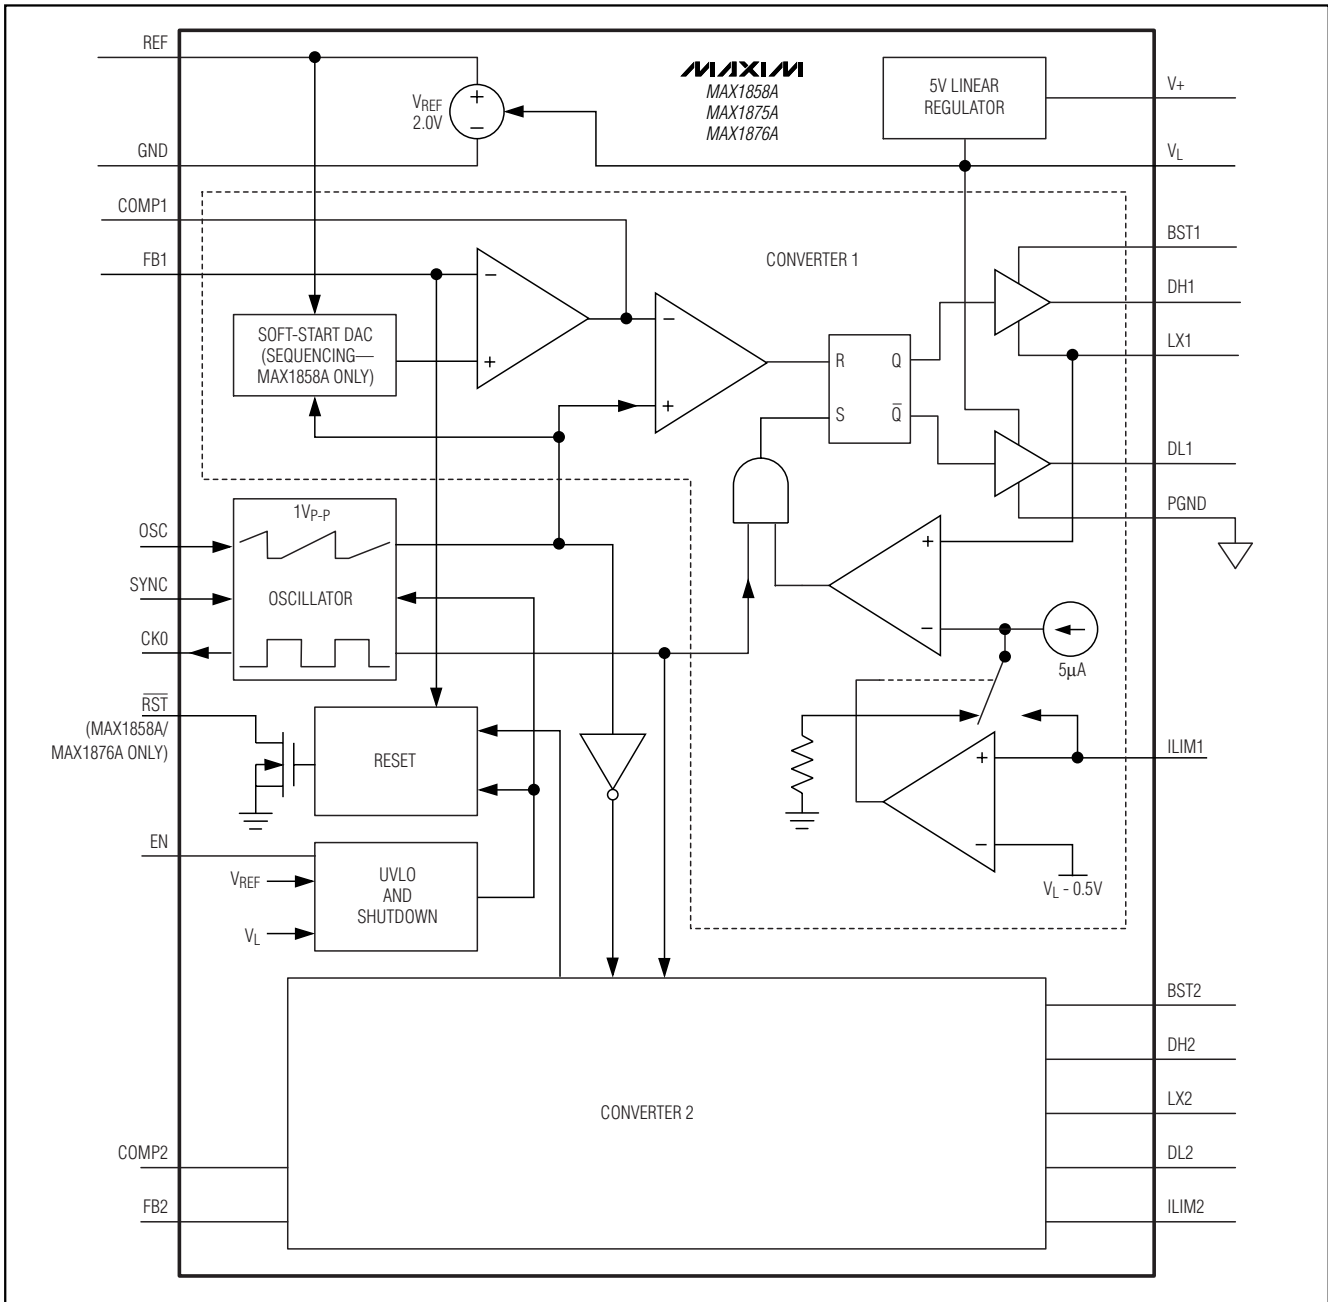 REF
MAXIM
MAX1858A
MAX1875A
MAX1876A
VREF
2.0V
+
−
5V LINEAR
REGULATOR
V+
GND
VL
COMP1
FB1
CONVERTER 1
BST1
DH1
LX1
−
+
SOFT-START DAC
(SEQUENCING—
MAX1858A ONLY)
−
+
R
Q
S
Q̅
DL1
PGND
OSC
SYNC
CK0
1VP-P
OSCILLATOR
+
−
5µA
R̅S̅T̅
(MAX1858A/
MAX1876A ONLY)
RESET
+
−
ILIM1
VL - 0.5V
EN
VREF
VL
UVLO
AND
SHUTDOWN
CONVERTER 2
BST2
DH2
LX2
COMP2
DL2
FB2
ILIM2